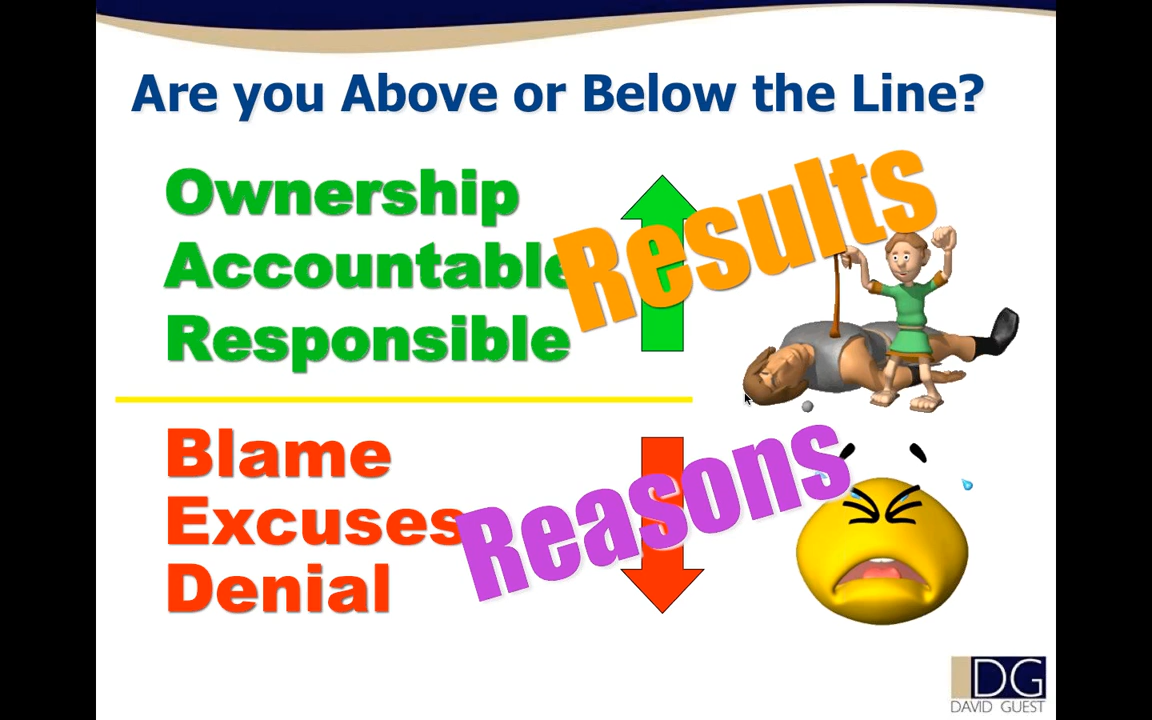 Are you Above or Below the Line?
Ownership
Accountable
Responsible
Results
Blame
Excuses
Denial
Reasons
DG
DAVID GUEST